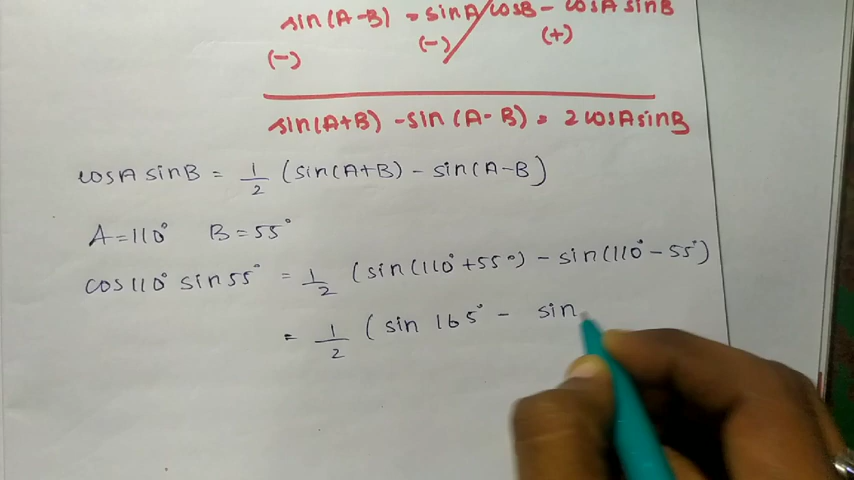 sin(A-B) = sinA cosB - cosA sinB
(-) (-) (+)
sin(A+B) - sin(A-B) = 2cosA sinB
cosA sinB = 1/2 (sin(A+B) - sin(A-B))
A=110° B=55°
cos110° sin55° = 1/2 (sin(110°+55°) - sin(110°-55°)
= 1/2 (sin 165° - sin